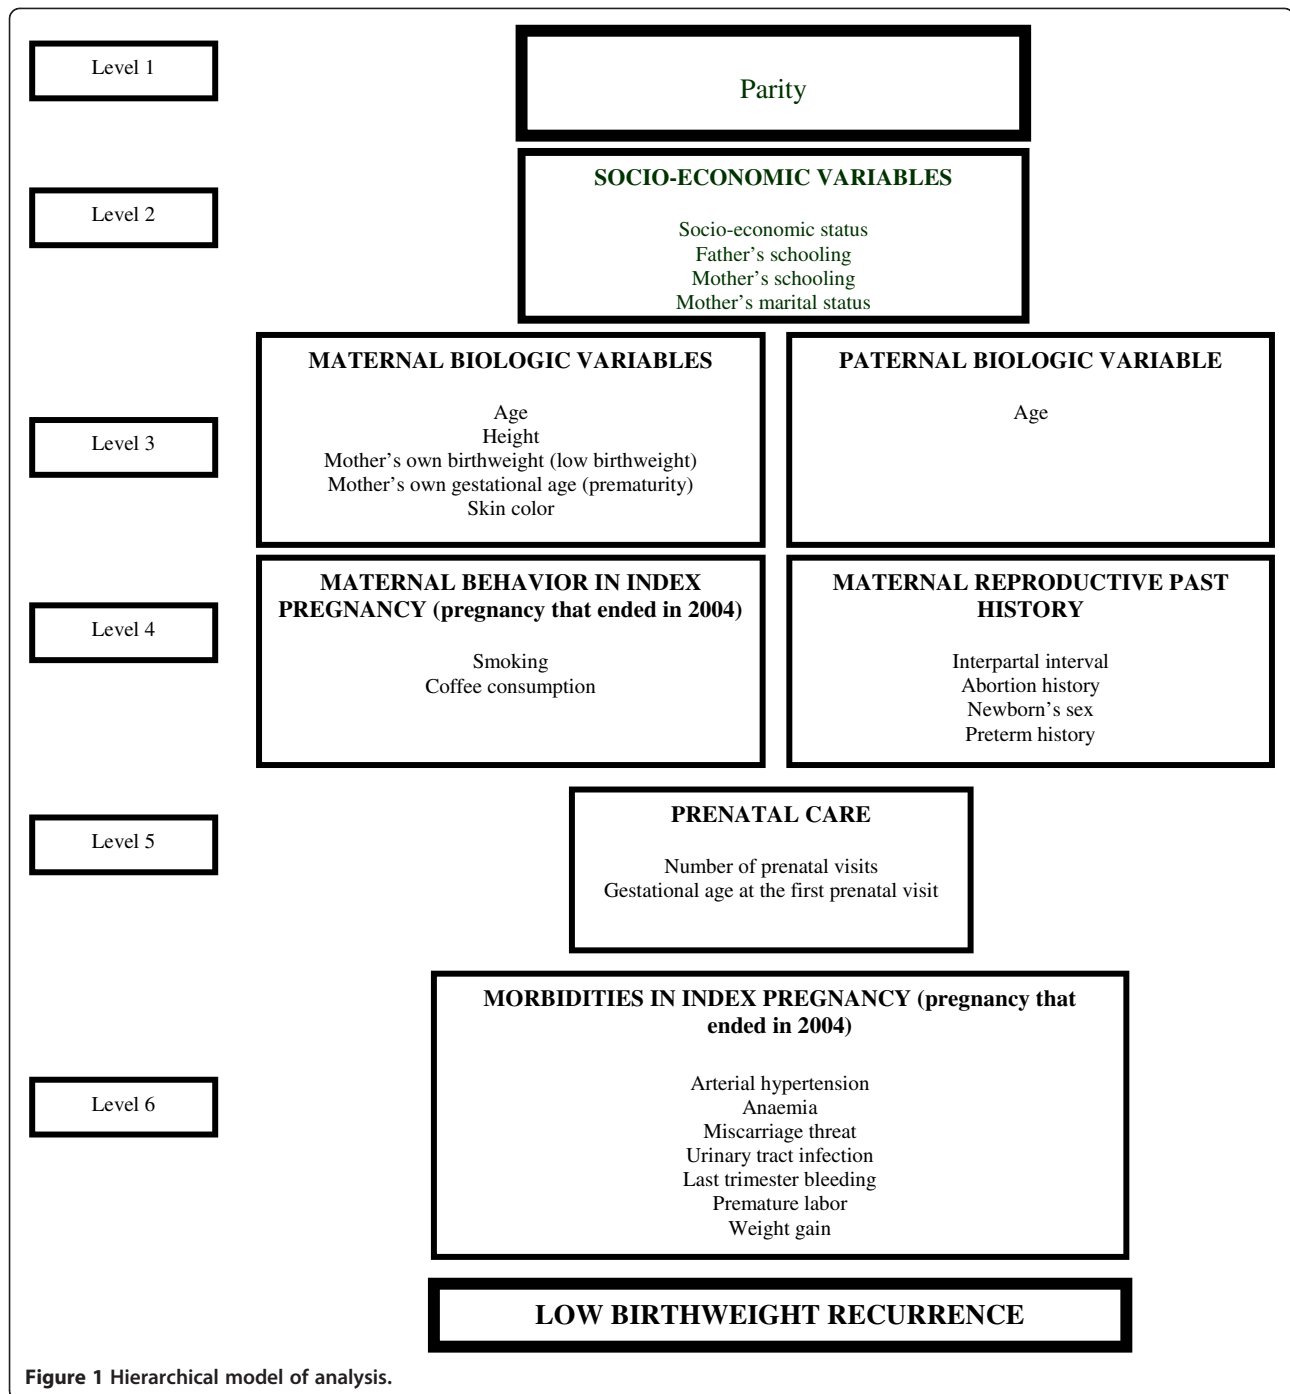 Level 1
Parity
Level 2
SOCIO-ECONOMIC VARIABLES
Socio-economic status
Father's schooling
Mother's schooling
Mother's marital status
Level 3
MATERNAL BIOLOGIC VARIABLES
Age
Height
Mother's own birthweight (low birthweight)
Mother's own gestational age (prematurity)
Skin color
PATERNAL BIOLOGIC VARIABLE
Age
Level 4
MATERNAL BEHAVIOR IN INDEX
PREGNANCY (pregnancy that ended in 2004)
Smoking
Coffee consumption
MATERNAL REPRODUCTIVE PAST
HISTORY
Interpartal interval
Abortion history
Newborn's sex
Preterm history
Level 5
PRENATAL CARE
Number of prenatal visits
Gestational age at the first prenatal visit
Level 6
MORBIDITIES IN INDEX PREGNANCY (pregnancy that
ended in 2004)
Arterial hypertension
Anaemia
Miscarriage threat
Urinary tract infection
Last trimester bleeding
Premature labor
Weight gain
LOW BIRTHWEIGHT RECURRENCE
Figure 1 Hierarchical model of analysis.